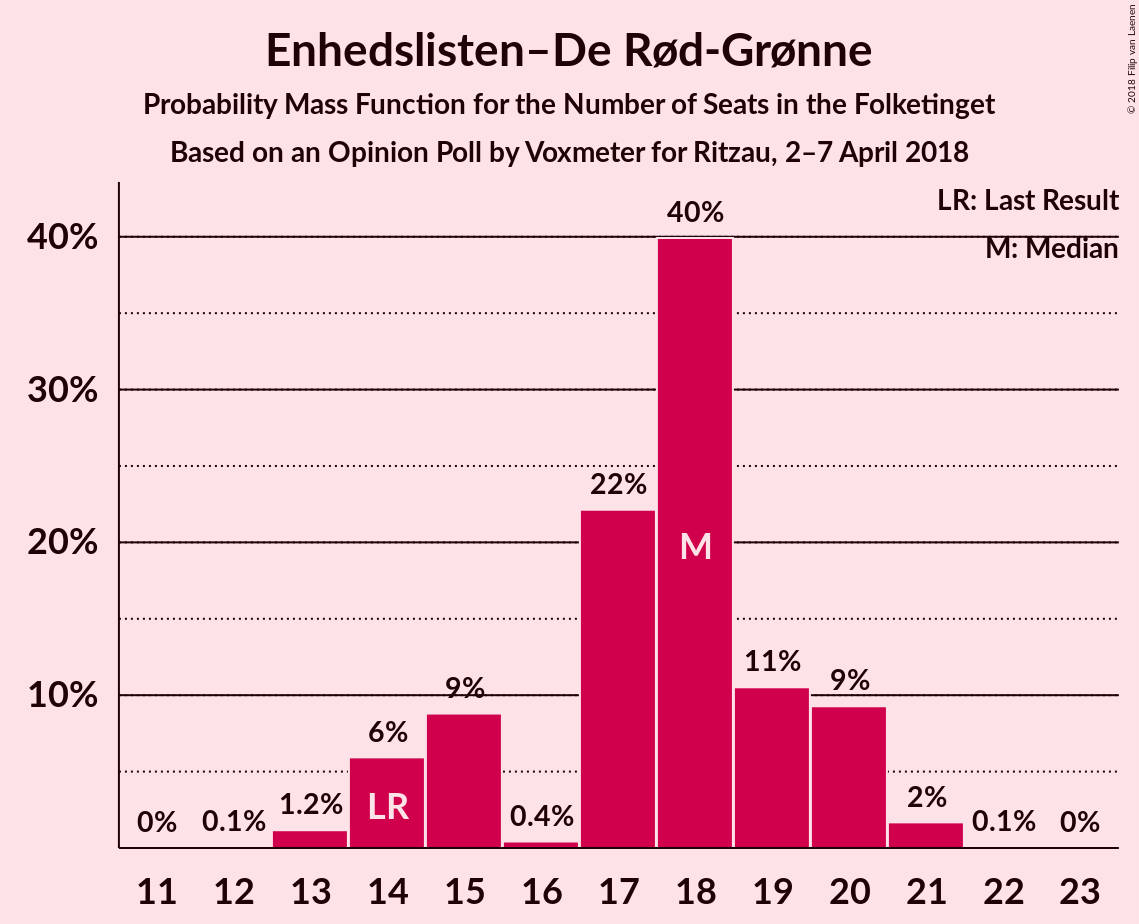 Enhedslisten–De Rød-Grønne
Probability Mass Function for the Number of Seats in the Folketinget
Based on an Opinion Poll by Voxmeter for Ritzau, 2–7 April 2018
© 2018 Filip van Laenen
LR: Last Result
M: Median
40%
30%
20%
10%
0%
0.1%
1.2%
6%
9%
0.4%
22%
40%
11%
9%
2%
0.1%
0%
LR
M
11 12 13 14 15 16 17 18 19 20 21 22 23